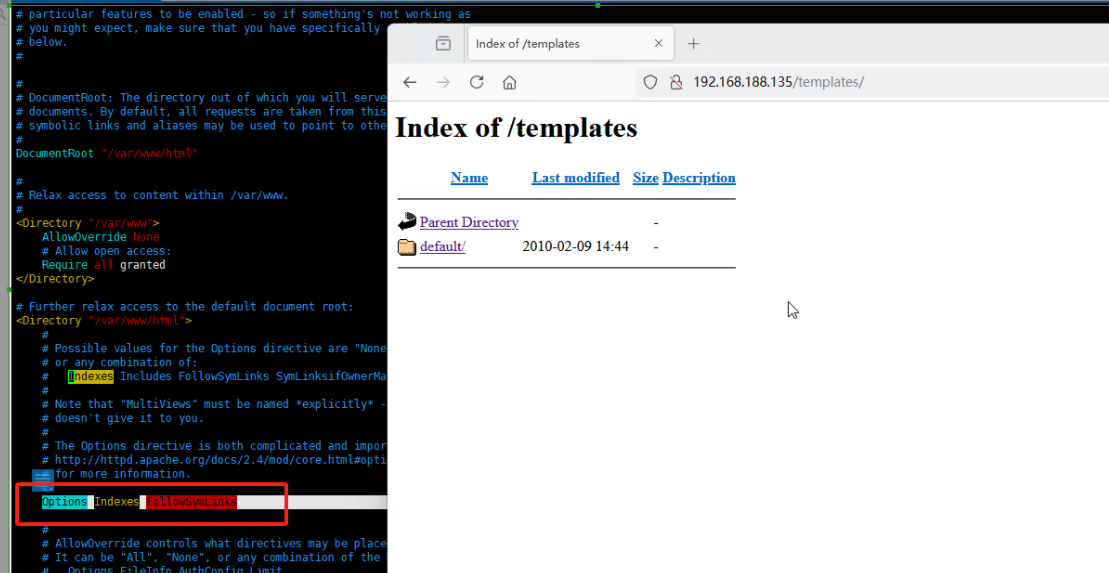 # particular features to be enabled - so if something's not working as
# you might expect, make sure that you have specifically
# below.
#
#
# DocumentRoot: The directory out of which you will serve
# documents. By default, all requests are taken from this
# symbolic links and aliases may be used to point to othe
#
DocumentRoot "/var/www/html"
#
# Relax access to content within /var/www.
#
<Directory "/var/www">
AllowOverride None
# Allow open access:
Require all granted
</Directory>
# Further relax access to the default document root:
<Directory "/var/www/html">
#
# Possible values for the Options directive are "None
# or any combination of:
# Indexes Includes FollowSymLinks SymLinksifOwnerMa
#
# Note that "MultiViews" must be named *explicitly* -
# doesn't give it to you.
#
# The Options directive is both complicated and impor
# http://httpd.apache.org/docs/2.4/mod/core.html#opti
# for more information.
#
Options Indexes FollowSymLinks
#
# AllowOverride controls what directives may be place
# It can be "All", "None", or any combination of the
# Options FileInfo AuthConfig Limit
Index of /templates
192.168.188.135/templates/
Index of /templates
Name Last modified Size Description
Parent Directory -
default/ 2010-02-09 14:44 -